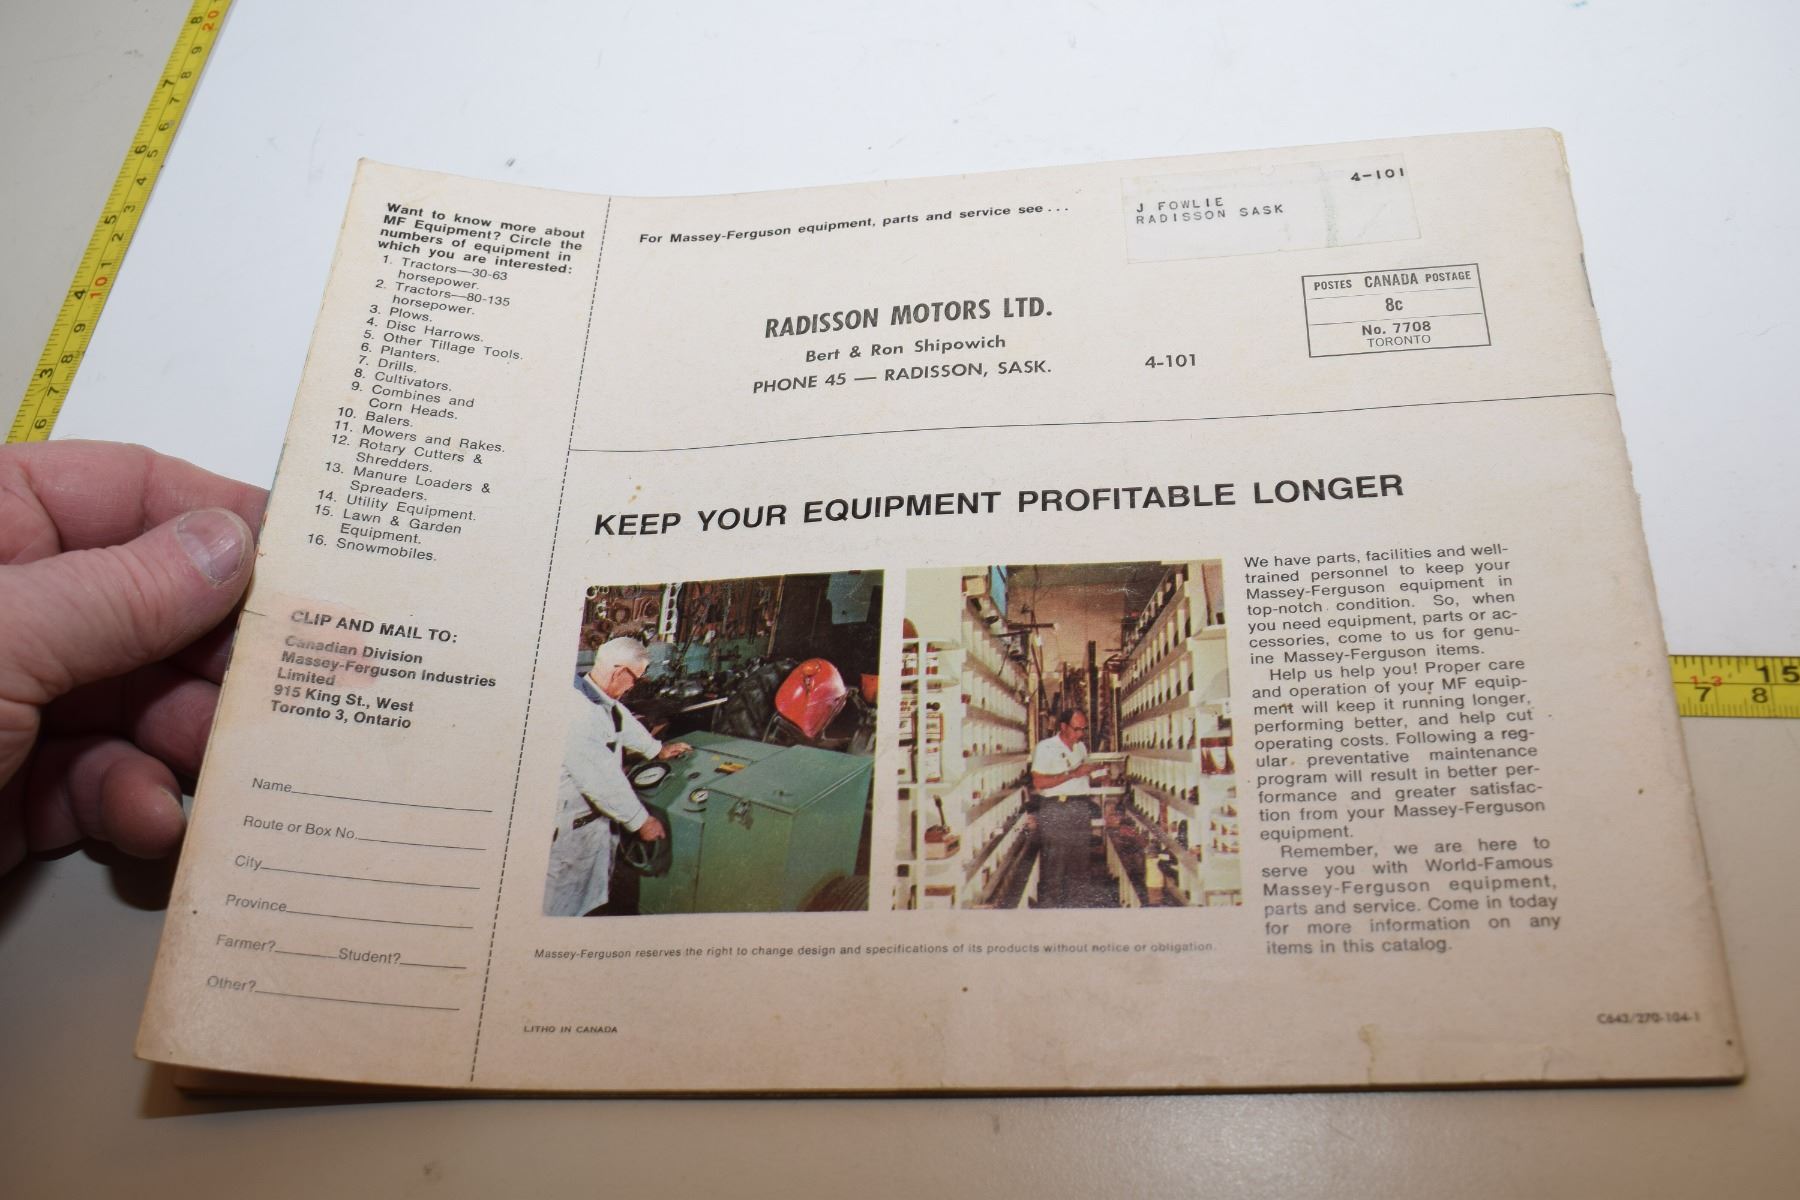 Want to know more about
MF Equipment? Circle the
numbers of equipment in
which you are interested:
1. Tractors—30-63
horsepower.
2. Tractors—80-135
horsepower.
3. Plows.
4. Disc Harrows.
5. Other Tillage Tools.
6. Planters.
7. Drills.
8. Cultivators.
9. Combines and
Corn Heads.
10. Balers.
11. Mowers and Rakes.
12. Rotary Cutters &
Shredders.
13. Manure Loaders &
Spreaders.
14. Utility Equipment.
15. Lawn & Garden
Equipment.
16. Snowmobiles.
CLIP AND MAIL TO:
Canadian Division
Massey-Ferguson Industries
Limited
915 King St., West
Toronto 3, Ontario
Name
Route or Box No.
City
Province
Farmer? Student?
Other?
For Massey-Ferguson equipment, parts and service see . . .
4-101
J FOWLIE
RADISSON SASK
RADISSON MOTORS LTD.
Bert & Ron Shipowich
PHONE 45 — RADISSON, SASK.
4-101
POSTES CANADA POSTAGE
8c
No. 7708
TORONTO
KEEP YOUR EQUIPMENT PROFITABLE LONGER
We have parts, facilities and well-
trained personnel to keep your
Massey-Ferguson equipment in
top-notch condition. So, when
you need equipment, parts or ac-
cessories, come to us for genu-
ine Massey-Ferguson items.
Help us help you! Proper care
and operation of your MF equip-
ment will keep it running longer,
performing better, and help cut
operating costs. Following a reg-
ular preventative maintenance
program will result in better per-
formance and greater satisfac-
tion from your Massey-Ferguson
equipment.
Remember, we are here to
serve you with World-Famous
Massey-Ferguson equipment,
parts and service. Come in today
for more information on any
items in this catalog.
Massey-Ferguson reserves the right to change design and specifications of its products without notice or obligation.
LITHO IN CANADA
C643/270-104-1